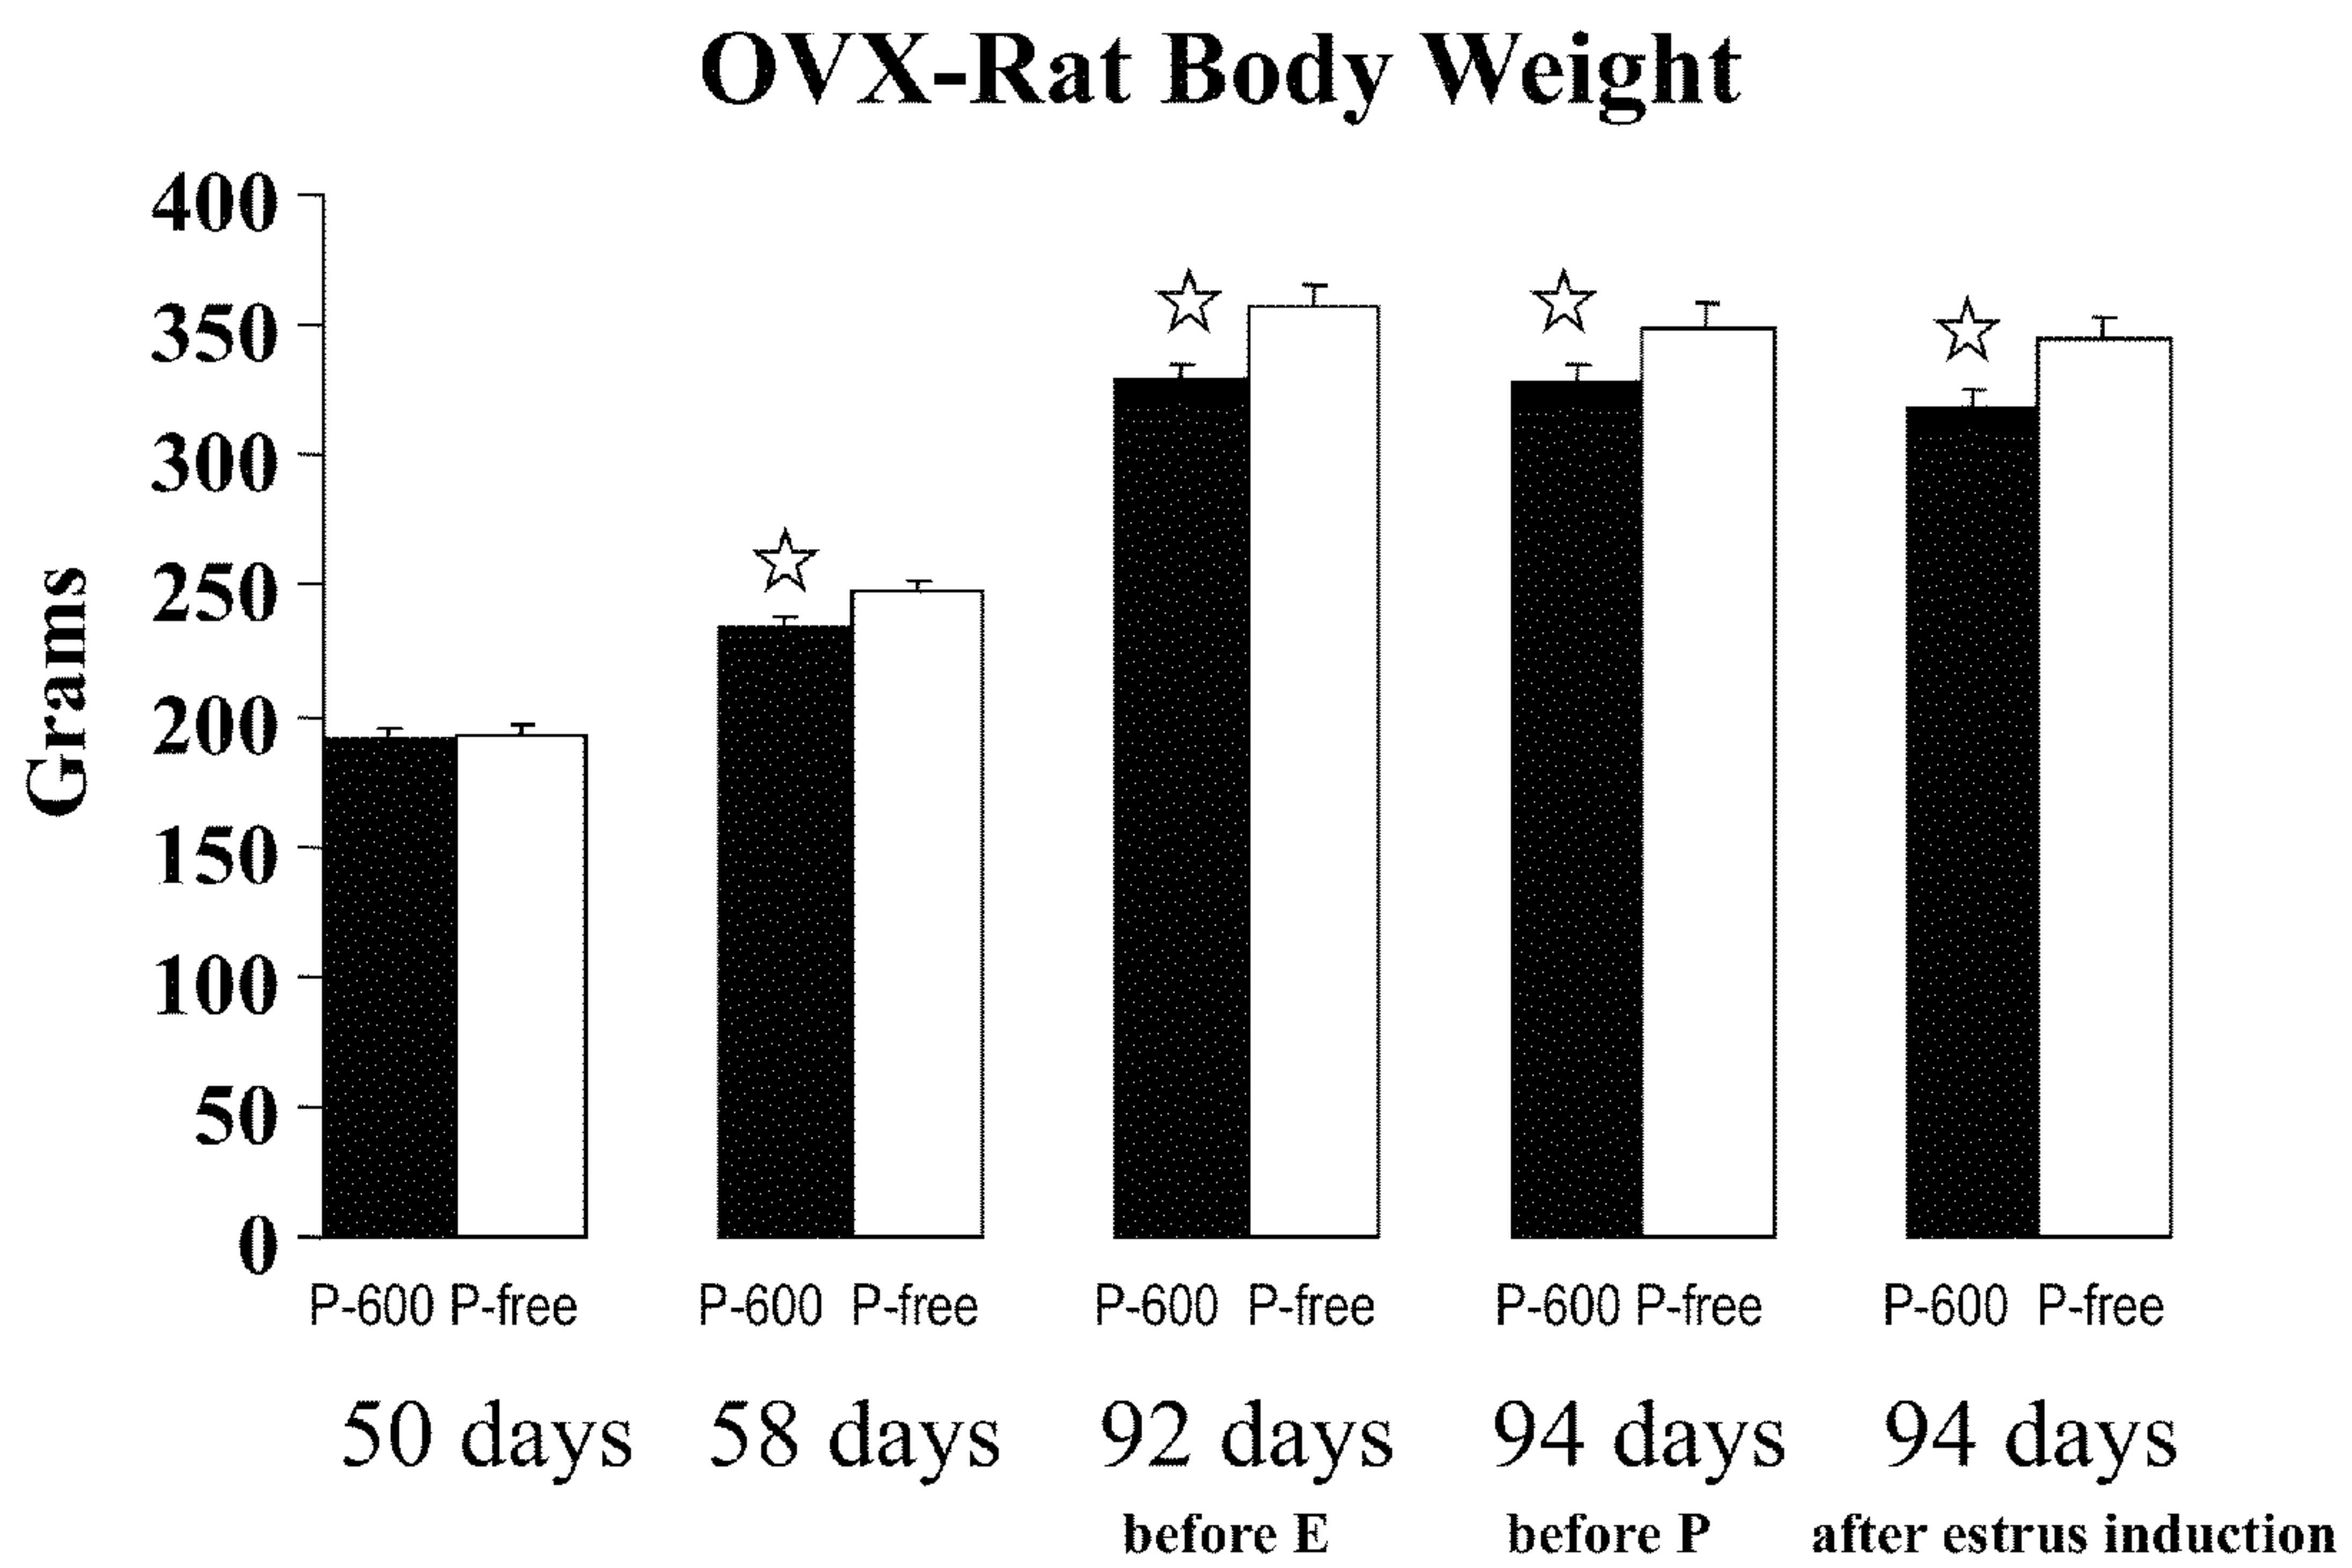 OVX-Rat Body Weight
Grams
400
350
300
250
200
150
100
50
0
P-600 P-free P-600 P-free P-600 P-free P-600 P-free P-600 P-free
50 days 58 days 92 days 94 days 94 days
before E before P after estrus induction